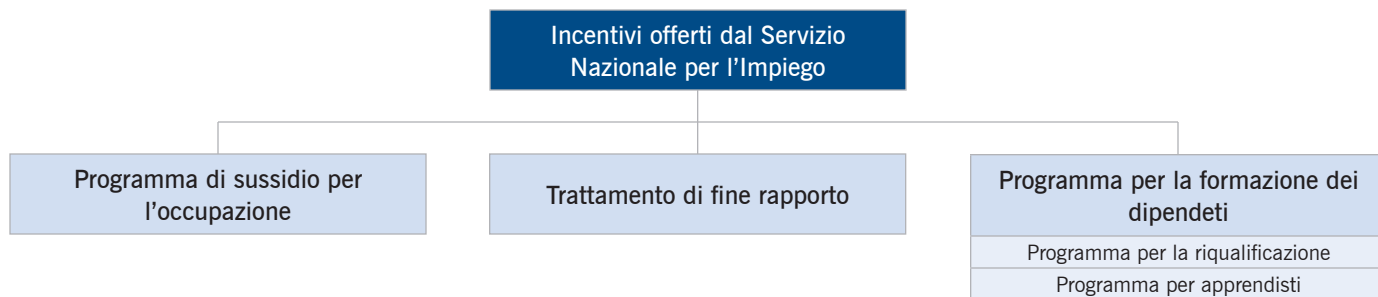 Incentivi offerti dal Servizio
Nazionale per l'Impiego
Programma di sussidio per
l'occupazione
Trattamento di fine rapporto
Programma per la formazione dei
dipendeti
Programma per la riqualificazione
Programma per apprendisti